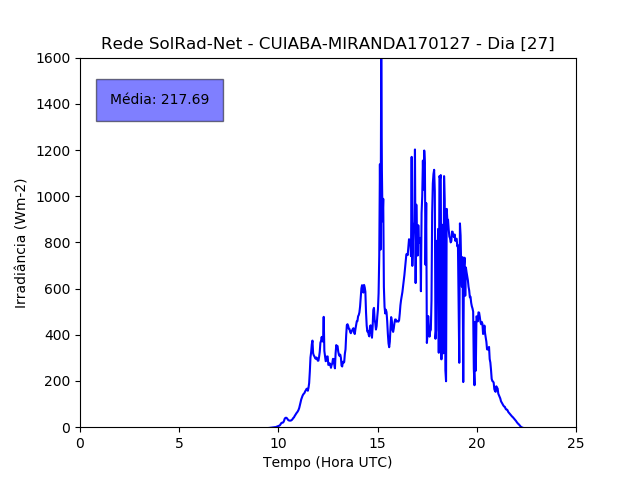 Rede SolRad-Net - CUIABA-MIRANDA170127 - Dia [27]
1600
1400
1200
1000
800
600
400
200
0
Média: 217.69
Irradiância (Wm-2)
0 5 10 15 20 25
Tempo (Hora UTC)